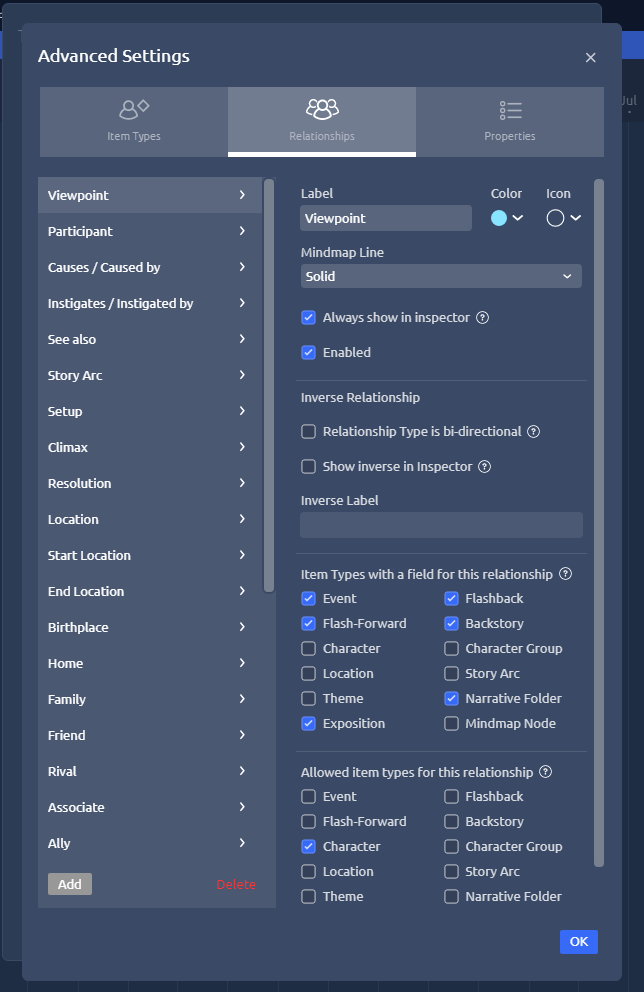 Advanced Settings
Jul
Item Types
Relationships
Properties
Viewpoint
Participant
Causes / Caused by
Instigates / Instigated by
See also
Story Arc
Setup
Climax
Resolution
Location
Start Location
End Location
Birthplace
Home
Family
Friend
Rival
Associate
Ally
Add Delete
Label Color Icon
Viewpoint
Mindmap Line
Solid
Always show in inspector ?
Enabled
Inverse Relationship
Relationship Type is bi-directional ?
Show inverse in Inspector ?
Inverse Label
Item Types with a field for this relationship ?
Event Flashback
Flash-Forward Backstory
Character Character Group
Location Story Arc
Theme Narrative Folder
Exposition Mindmap Node
Allowed item types for this relationship ?
Event Flashback
Flash-Forward Backstory
Character Character Group
Location Story Arc
Theme Narrative Folder
OK